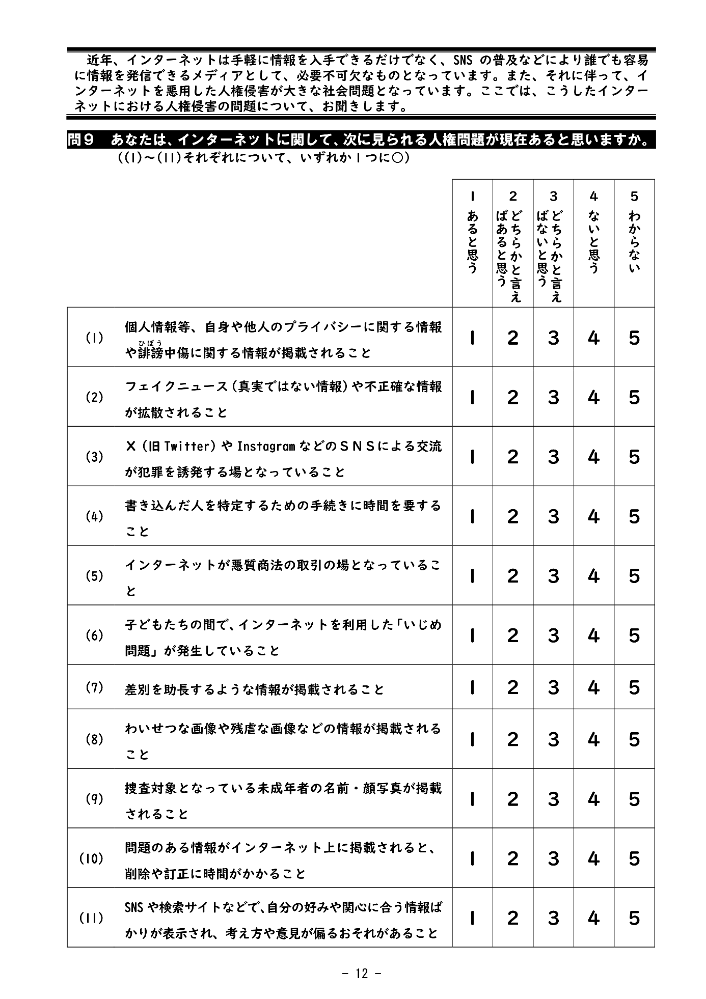 近年、インターネットは手軽に情報を入手できるだけでなく、SNS の普及などにより誰でも容易
に情報を発信できるメディアとして、必要不可欠なものとなっています。また、それに伴って、イ
ンターネットを悪用した人権侵害が大きな社会問題となっています。ここでは、こうしたインター
ネットにおける人権侵害の問題について、お聞きします。
問９　あなたは、インターネットに関して、次に見られる人権問題が現在あると思いますか。
（(1)～(11)それぞれについて、いずれか１つに○）
1 あると思う
2 どちらかと言え
ばあると思う
3 どちらかと言え
ばないと思う
4 ないと思う
5 わからない
(1) 個人情報等、自身や他人のプライバシーに関する情報
ひぼう
や誹謗中傷に関する情報が掲載されること
1 2 3 4 5
(2) フェイクニュース（真実ではない情報）や不正確な情報
が拡散されること
1 2 3 4 5
(3) X（旧 Twitter）や Instagram などのＳＮＳによる交流
が犯罪を誘発する場となっていること
1 2 3 4 5
(4) 書き込んだ人を特定するための手続きに時間を要する
こと
1 2 3 4 5
(5) インターネットが悪質商法の取引の場となっているこ
と
1 2 3 4 5
(6) 子どもたちの間で、インターネットを利用した「いじめ
問題」が発生していること
1 2 3 4 5
(7) 差別を助長するような情報が掲載されること
1 2 3 4 5
(8) わいせつな画像や残虐な画像などの情報が掲載される
こと
1 2 3 4 5
(9) 捜査対象となっている未成年者の名前・顔写真が掲載
されること
1 2 3 4 5
(10) 問題のある情報がインターネット上に掲載されると、
削除や訂正に時間がかかること
1 2 3 4 5
(11) SNS や検索サイトなどで、自分の好みや関心に合う情報ば
かりが表示され、考え方や意見が偏るおそれがあること
1 2 3 4 5
- 12 -